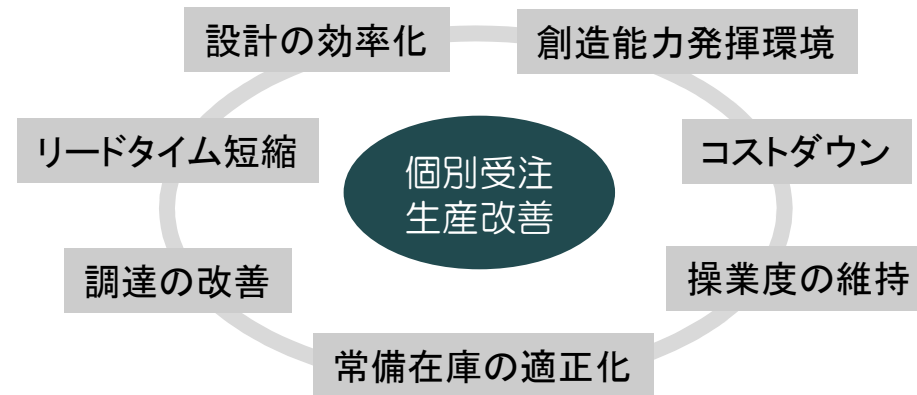 設計の効率化
創造能力発揮環境
リードタイム短縮
コストダウン
個別受注
生産改善
調達の改善
操業度の維持
常備在庫の適正化